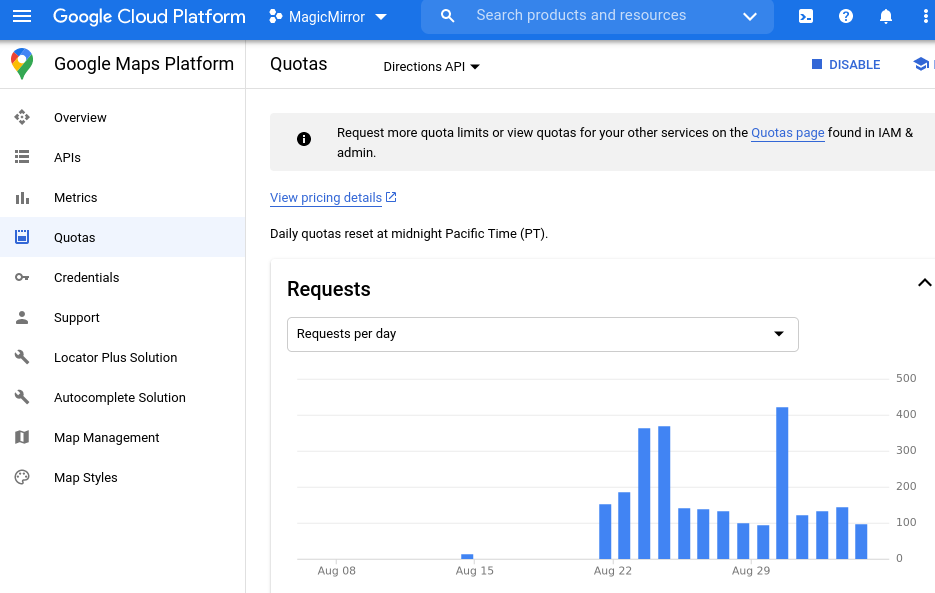 Google Cloud Platform
MagicMirror
Search products and resources
Google Maps Platform
Quotas
Directions API
DISABLE
Overview
APIs
Metrics
Quotas
Credentials
Support
Locator Plus Solution
Autocomplete Solution
Map Management
Map Styles
Request more quota limits or view quotas for your other services on the Quotas page found in IAM &
admin.
View pricing details
Daily quotas reset at midnight Pacific Time (PT).
Requests
Requests per day
500
400
300
200
100
0
Aug 08
Aug 15
Aug 22
Aug 29